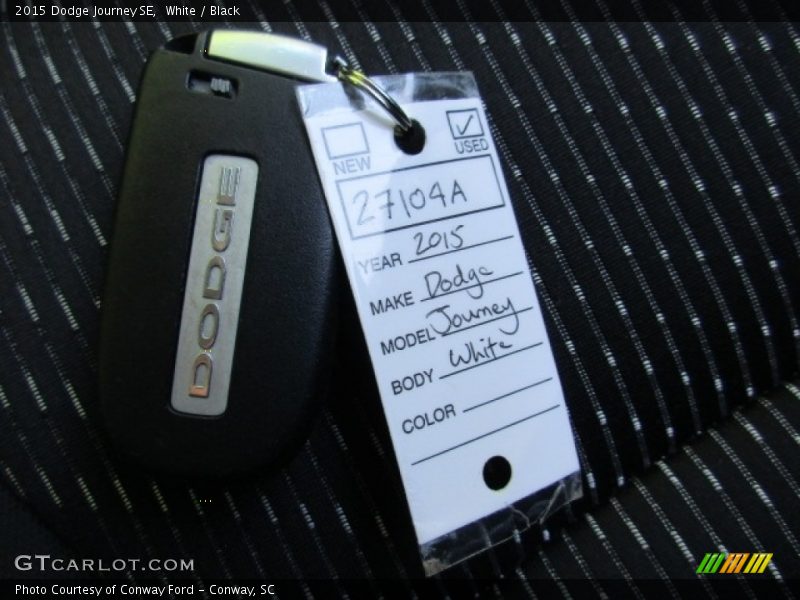 2015 Dodge Journey SE, White / Black
DODGE
NEW
USED
27104A
YEAR 2015
MAKE Dodge
MODEL Journey
BODY White
COLOR
GTCARLOT.COM
Photo Courtesy of Conway Ford - Conway, SC